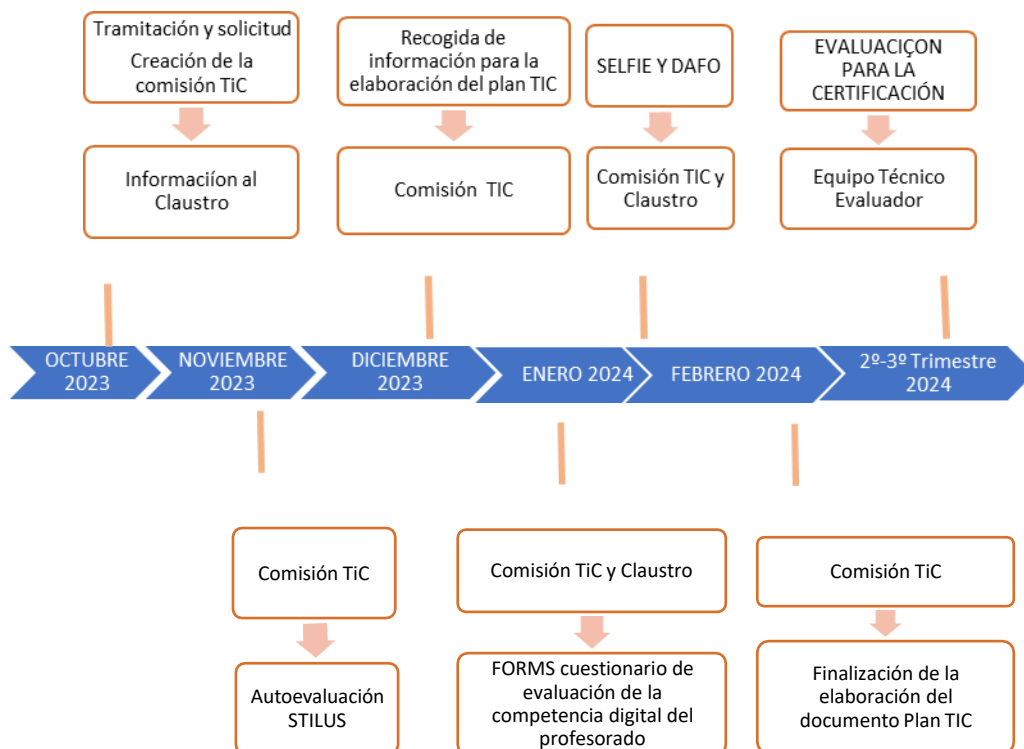 Tramitación y solicitud
Creación de la
comisión TiC
Informaciíon al
Claustro
Recogida de
información para la
elaboración del plan TIC
Comisión TIC
SELFIE Y DAFO
Comisión TIC y
Claustro
EVALUACIÇON
PARA LA
CERTIFICACIÓN
Equipo Técnico
Evaluador
OCTUBRE
2023
NOVIEMBRE
2023
DICIEMBRE
2023
ENERO 2024
FEBRERO 2024
2º-3º Trimestre
2024
Comisión TiC
Autoevaluación
STILUS
Comisión TiC y Claustro
FORMS cuestionario de
evaluación de la
competencia digital del
profesorado
Comisión TiC
Finalización de la
elaboración del
documento Plan TIC